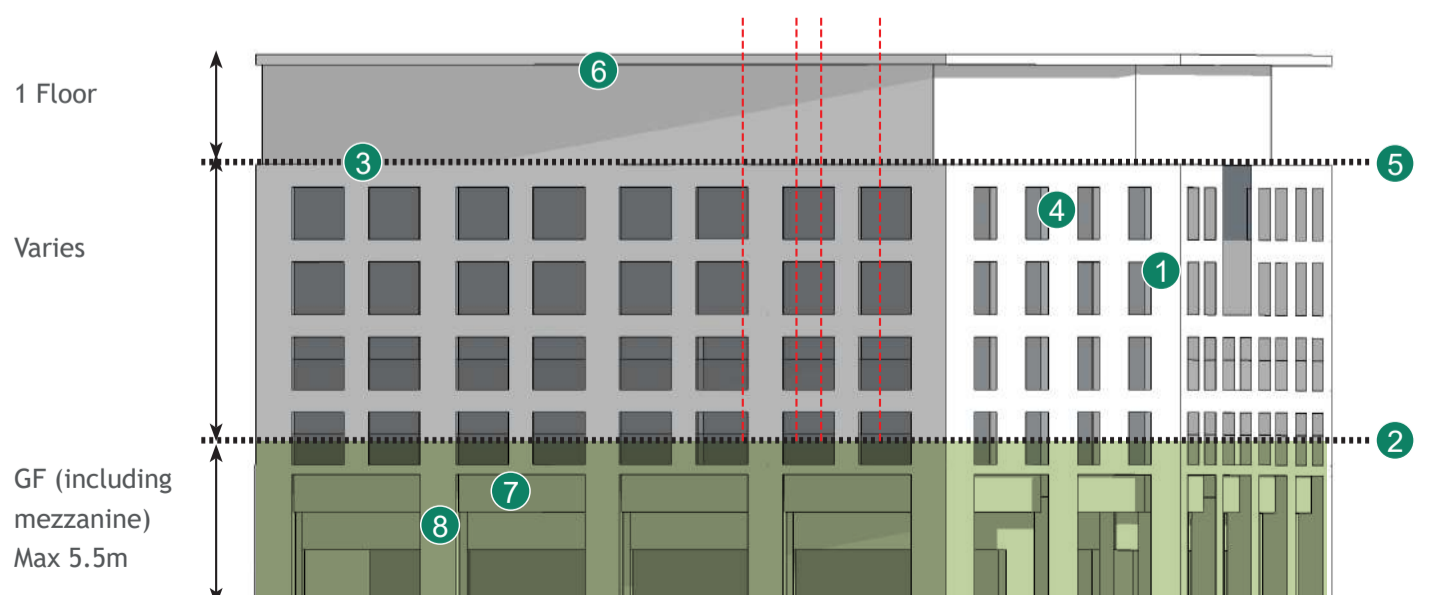 6
1 Floor
3
5
4
Varies
1
2
GF (including
7
mezzanine)
8
Max 5.5m